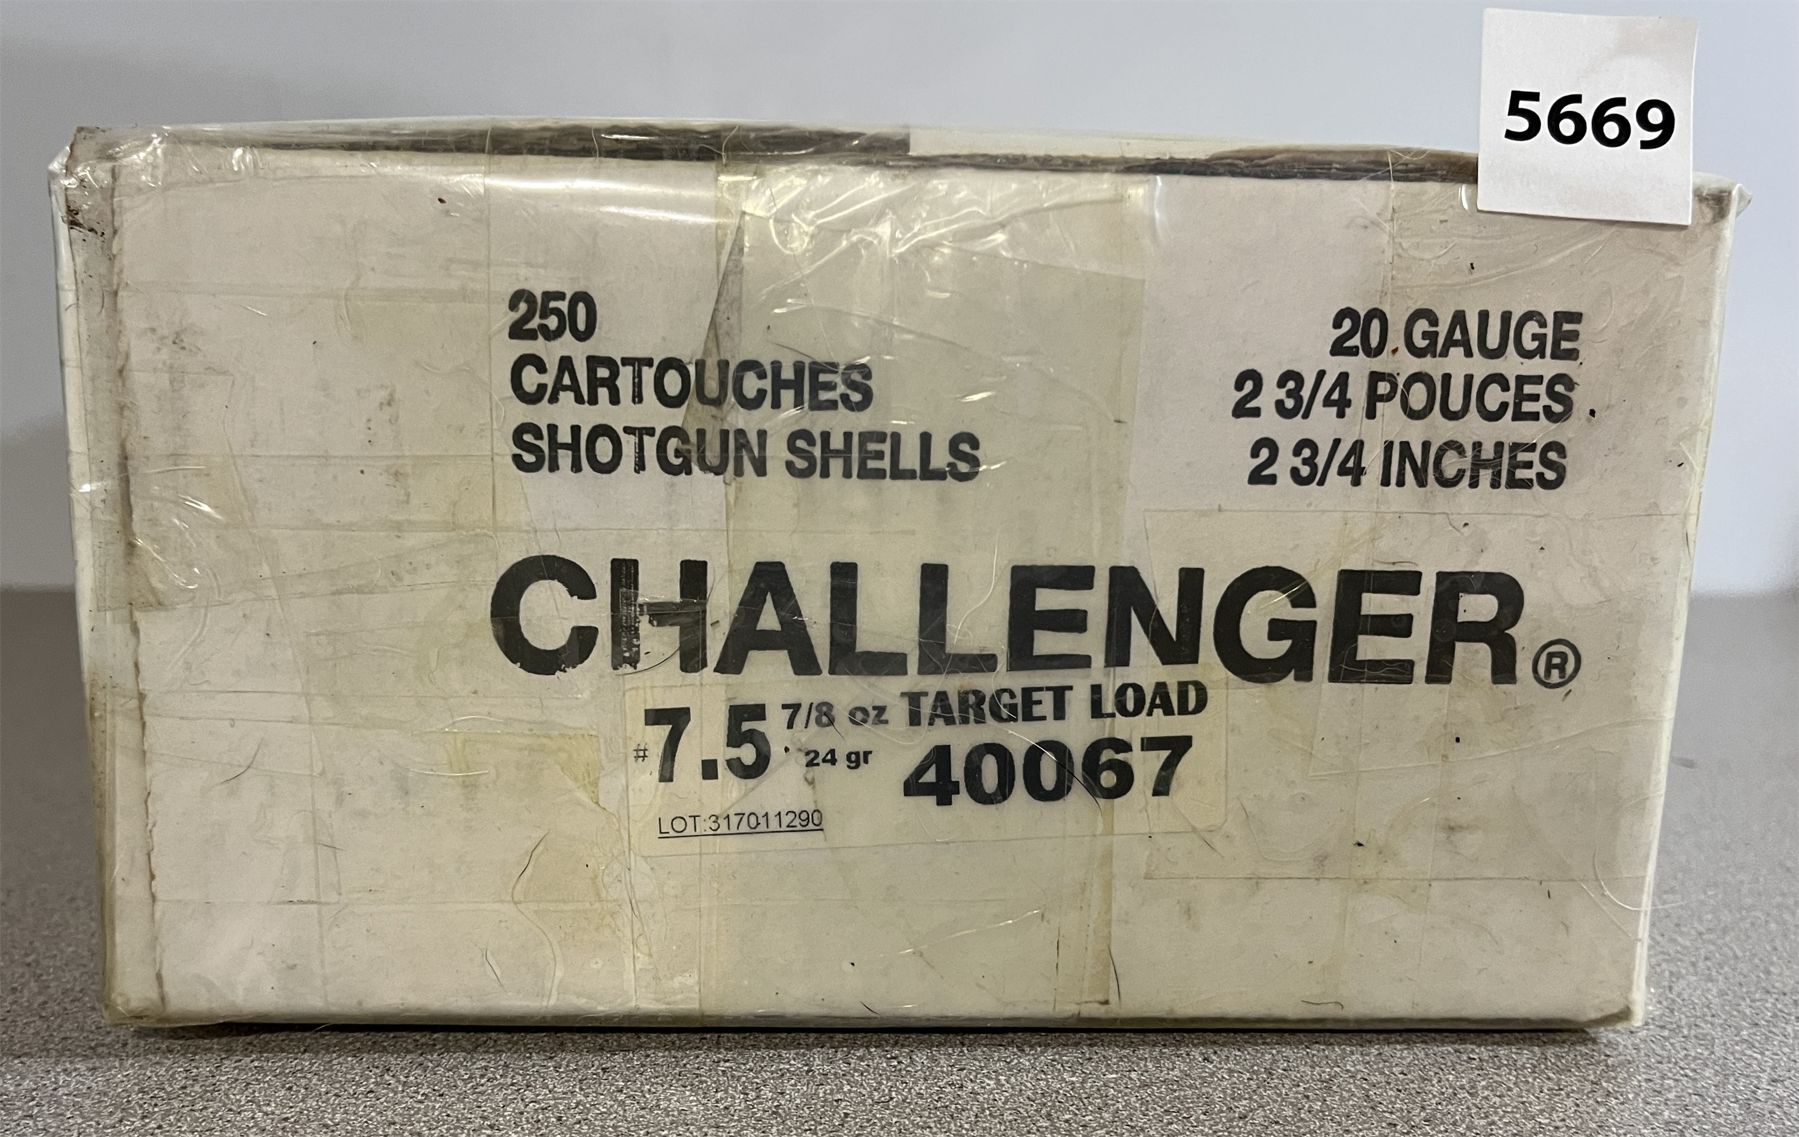 5669
250
CARTOUCHES
SHOTGUN SHELLS
20 GAUGE
2 3/4 POUCES
2 3/4 INCHES
CHALLENGER®
#7.5 7/8 oz TARGET LOAD
24 gr 40067
LOT:317011290